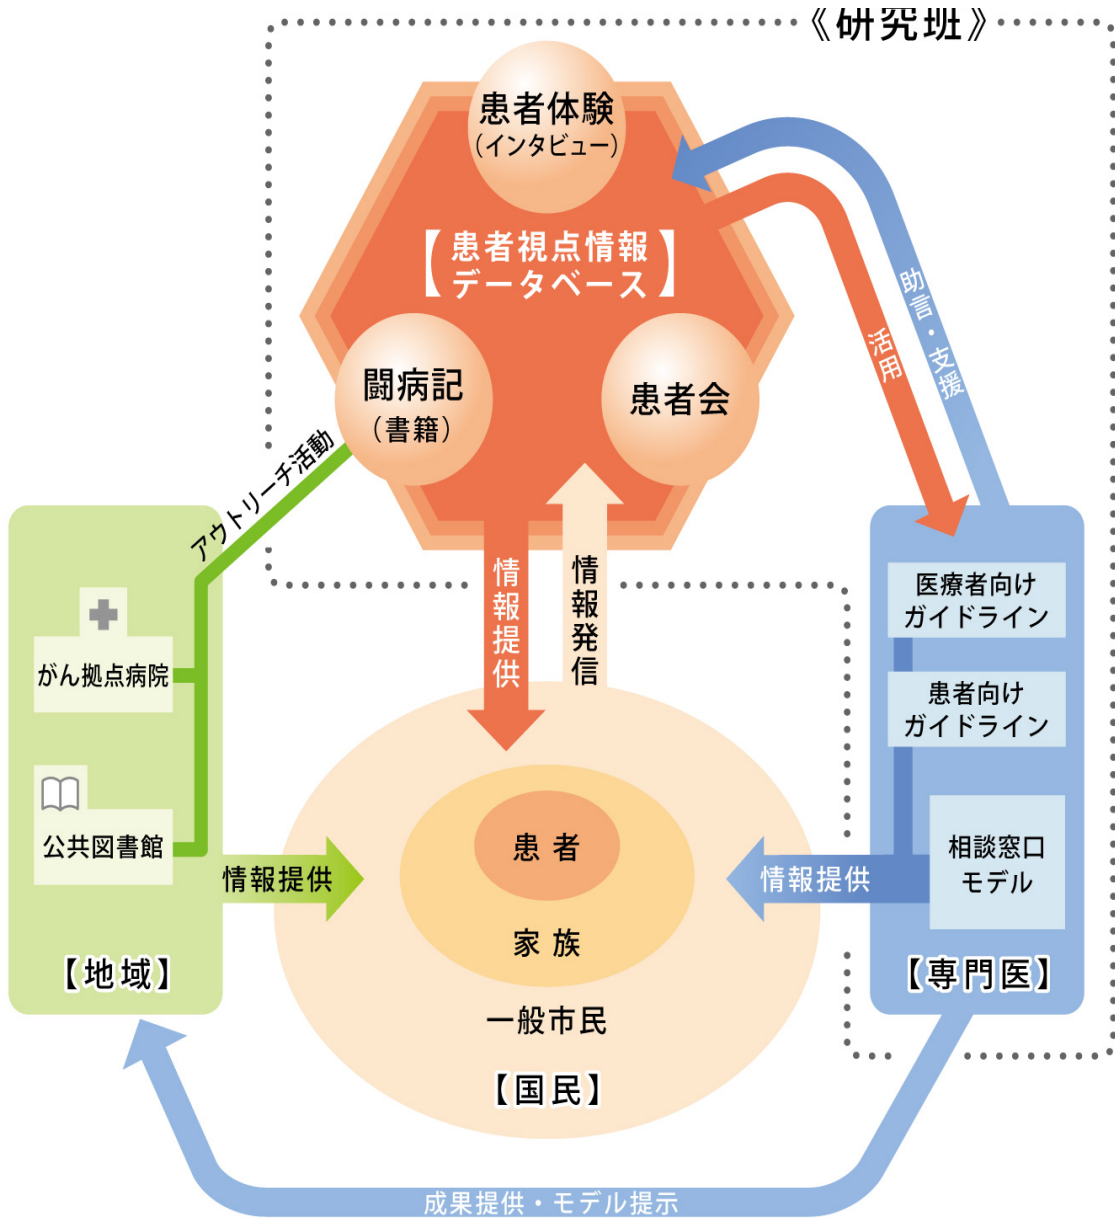 《研究班》
患者体験
（インタビュー）
【患者視点情報
データベース】
闘病記
（書籍）
患者会
助言・支援
活用
アウトリーチ活動
情報提供
情報発信
がん拠点病院
公共図書館
情報提供
【地域】
患者
家族
一般市民
【国民】
医療者向け
ガイドライン
患者向け
ガイドライン
相談窓口
モデル
情報提供
【専門医】
成果提供・モデル提示